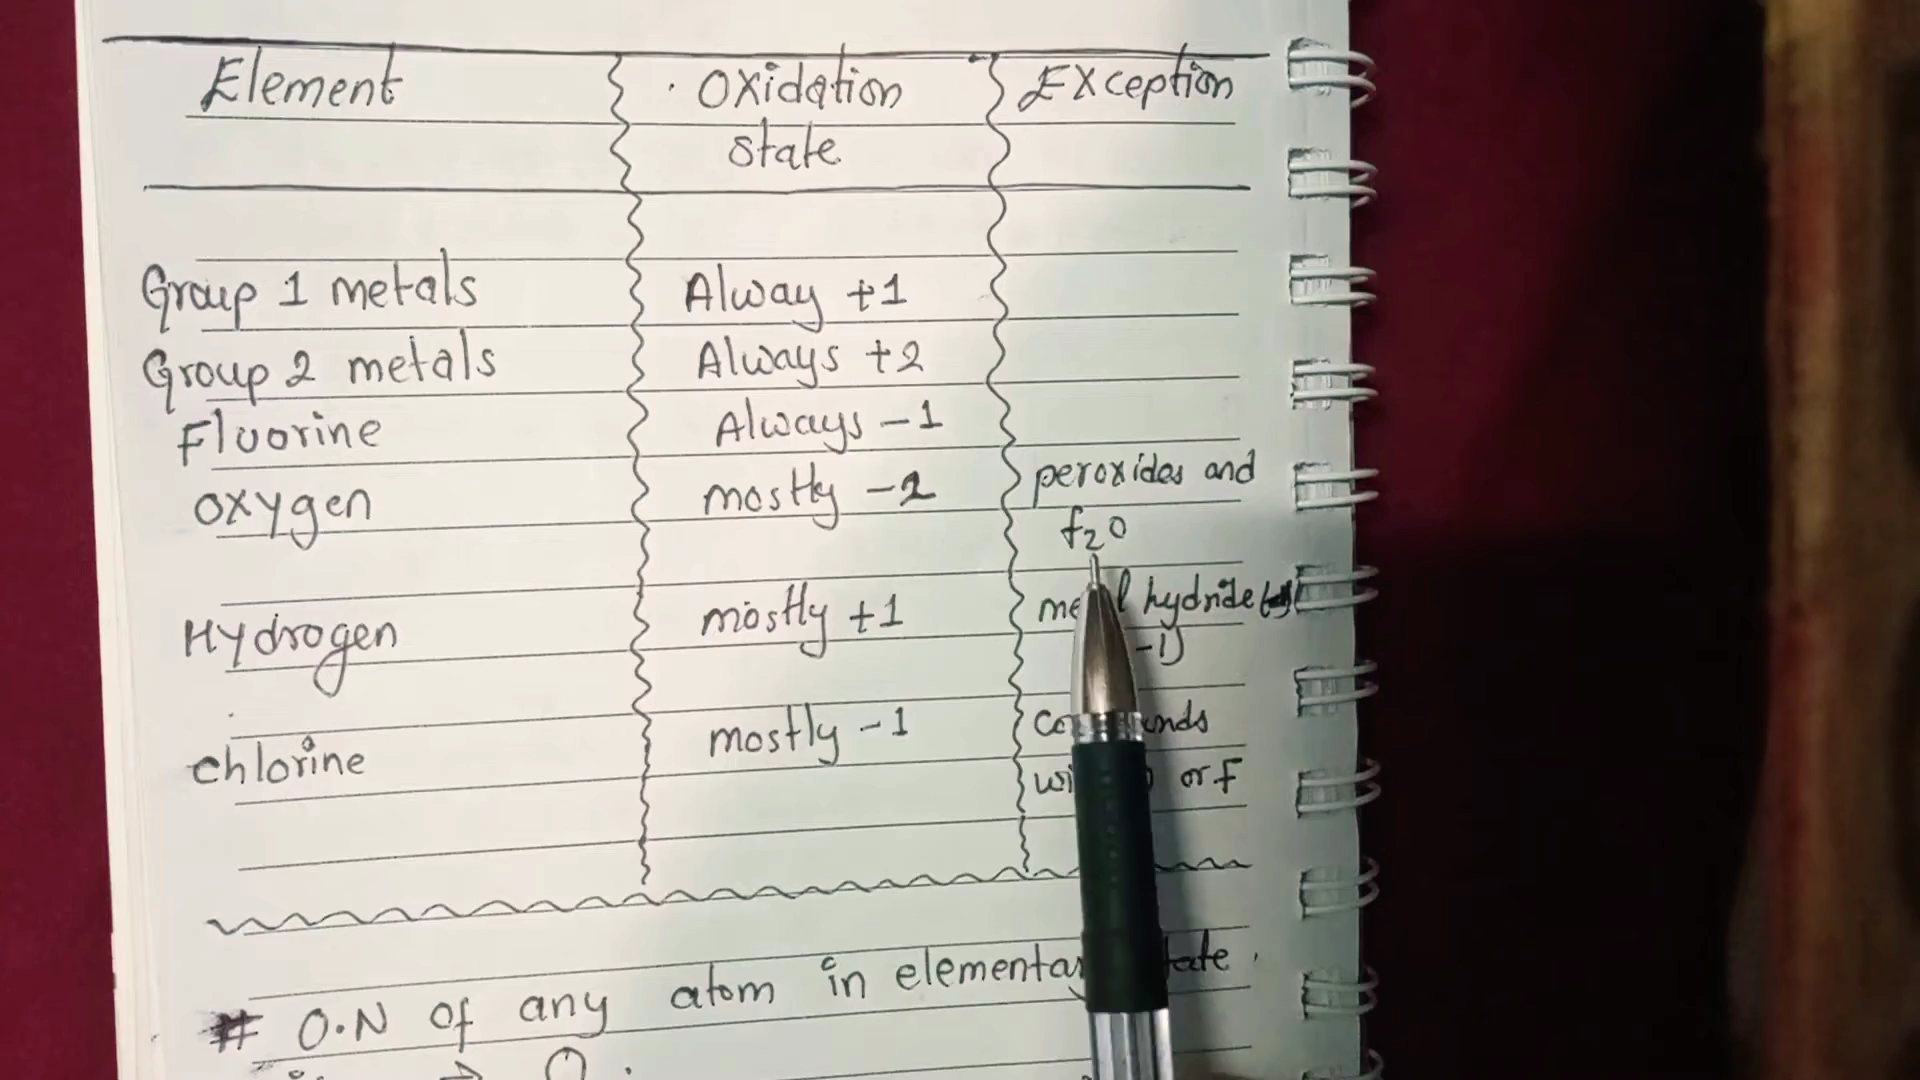 Element Oxidation Exception
state
Group 1 metals Alway +1
Group 2 metals Always +2
Fluorine Always -1
oxygen mostly -2 peroxides and
f2O
Hydrogen mostly +1 hydride
-1)
chlorine mostly -1
or F
# O.N of any atom in